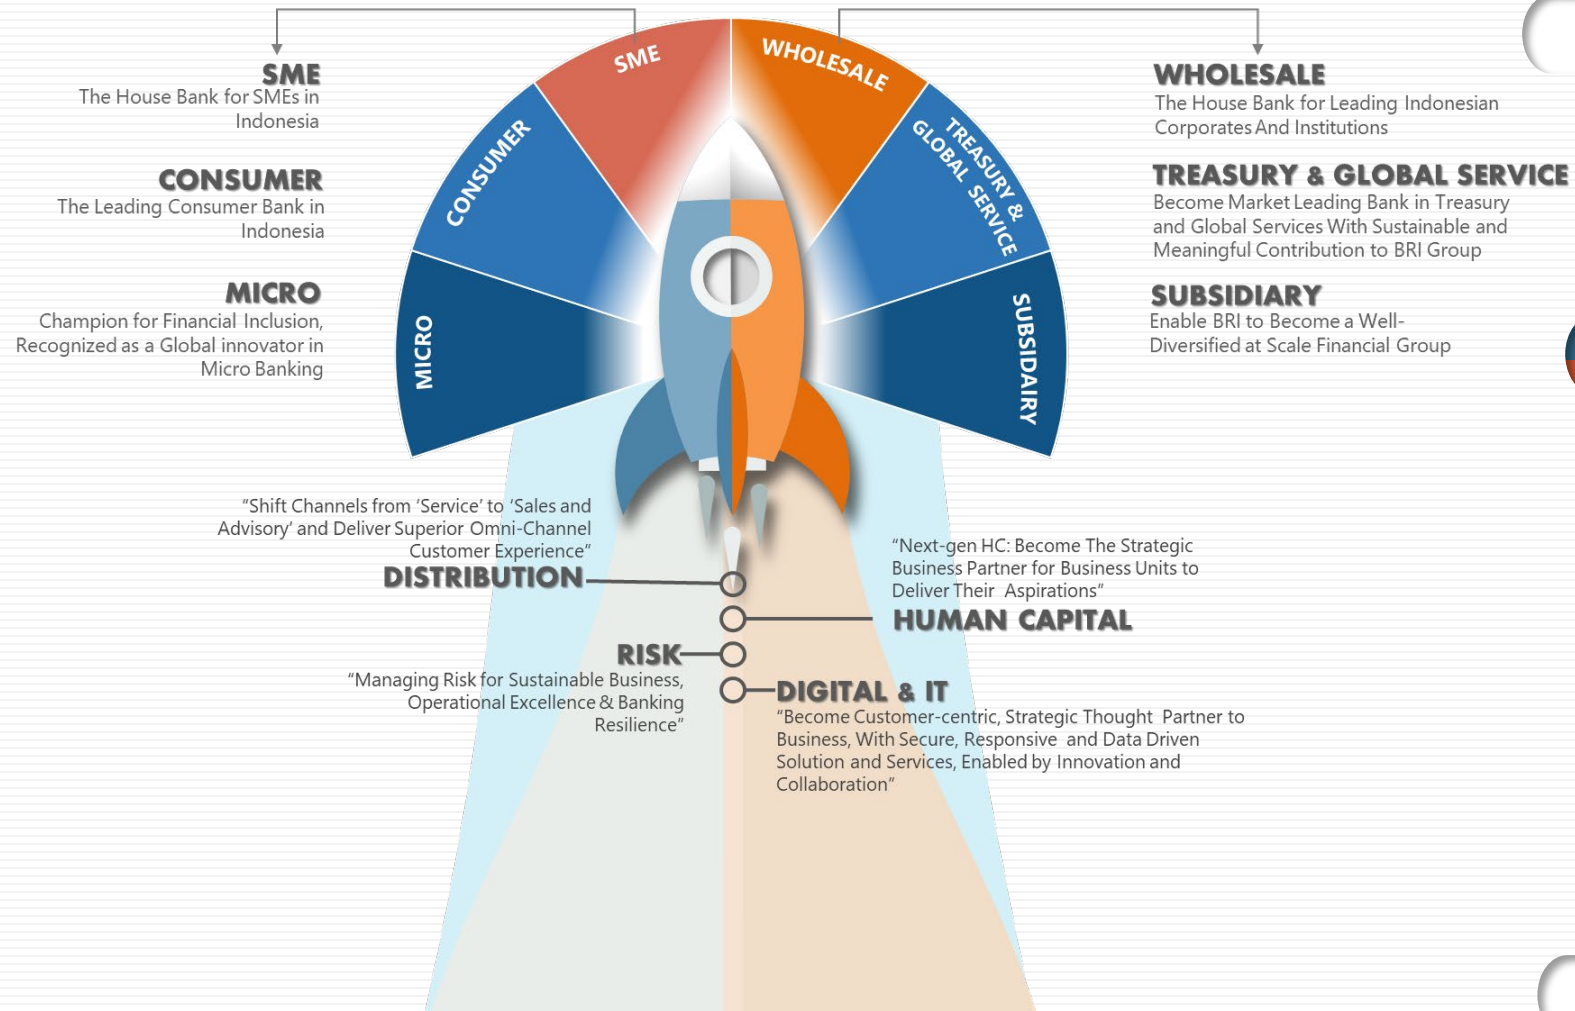 SME
The House Bank for SMEs in
Indonesia
CONSUMER
The Leading Consumer Bank in
Indonesia
MICRO
Champion for Financial Inclusion,
Recognized as a Global innovator in
Micro Banking
SME
WHOLESALE
CONSUMER
TREASURY &
GLOBAL SERVICE
MICRO
SUBSIDAIRY
WHOLESALE
The House Bank for Leading Indonesian
Corporates And Institutions
TREASURY & GLOBAL SERVICE
Become Market Leading Bank in Treasury
and Global Services With Sustainable and
Meaningful Contribution to BRI Group
SUBSIDIARY
Enable BRI to Become a Well-
Diversified at Scale Financial Group
“Shift Channels from ‘Service’ to ‘Sales and
Advisory’ and Deliver Superior Omni-Channel
Customer Experience”
DISTRIBUTION
“Next-gen HC: Become The Strategic
Business Partner for Business Units to
Deliver Their Aspirations”
HUMAN CAPITAL
RISK
“Managing Risk for Sustainable Business,
Operational Excellence & Banking
Resilience”
DIGITAL & IT
“Become Customer-centric, Strategic Thought Partner to
Business, With Secure, Responsive and Data Driven
Solution and Services, Enabled by Innovation and
Collaboration”